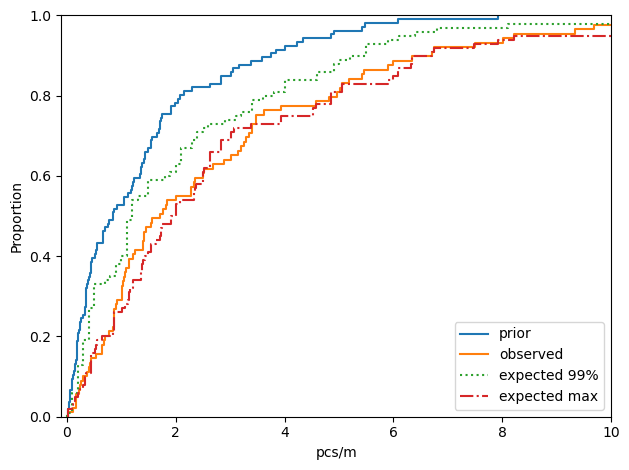 1.0
0.8
0.6
0.4
0.2
0.0
Proportion
0
2
4
6
8
10
pcs/m
prior
observed
expected 99%
expected max